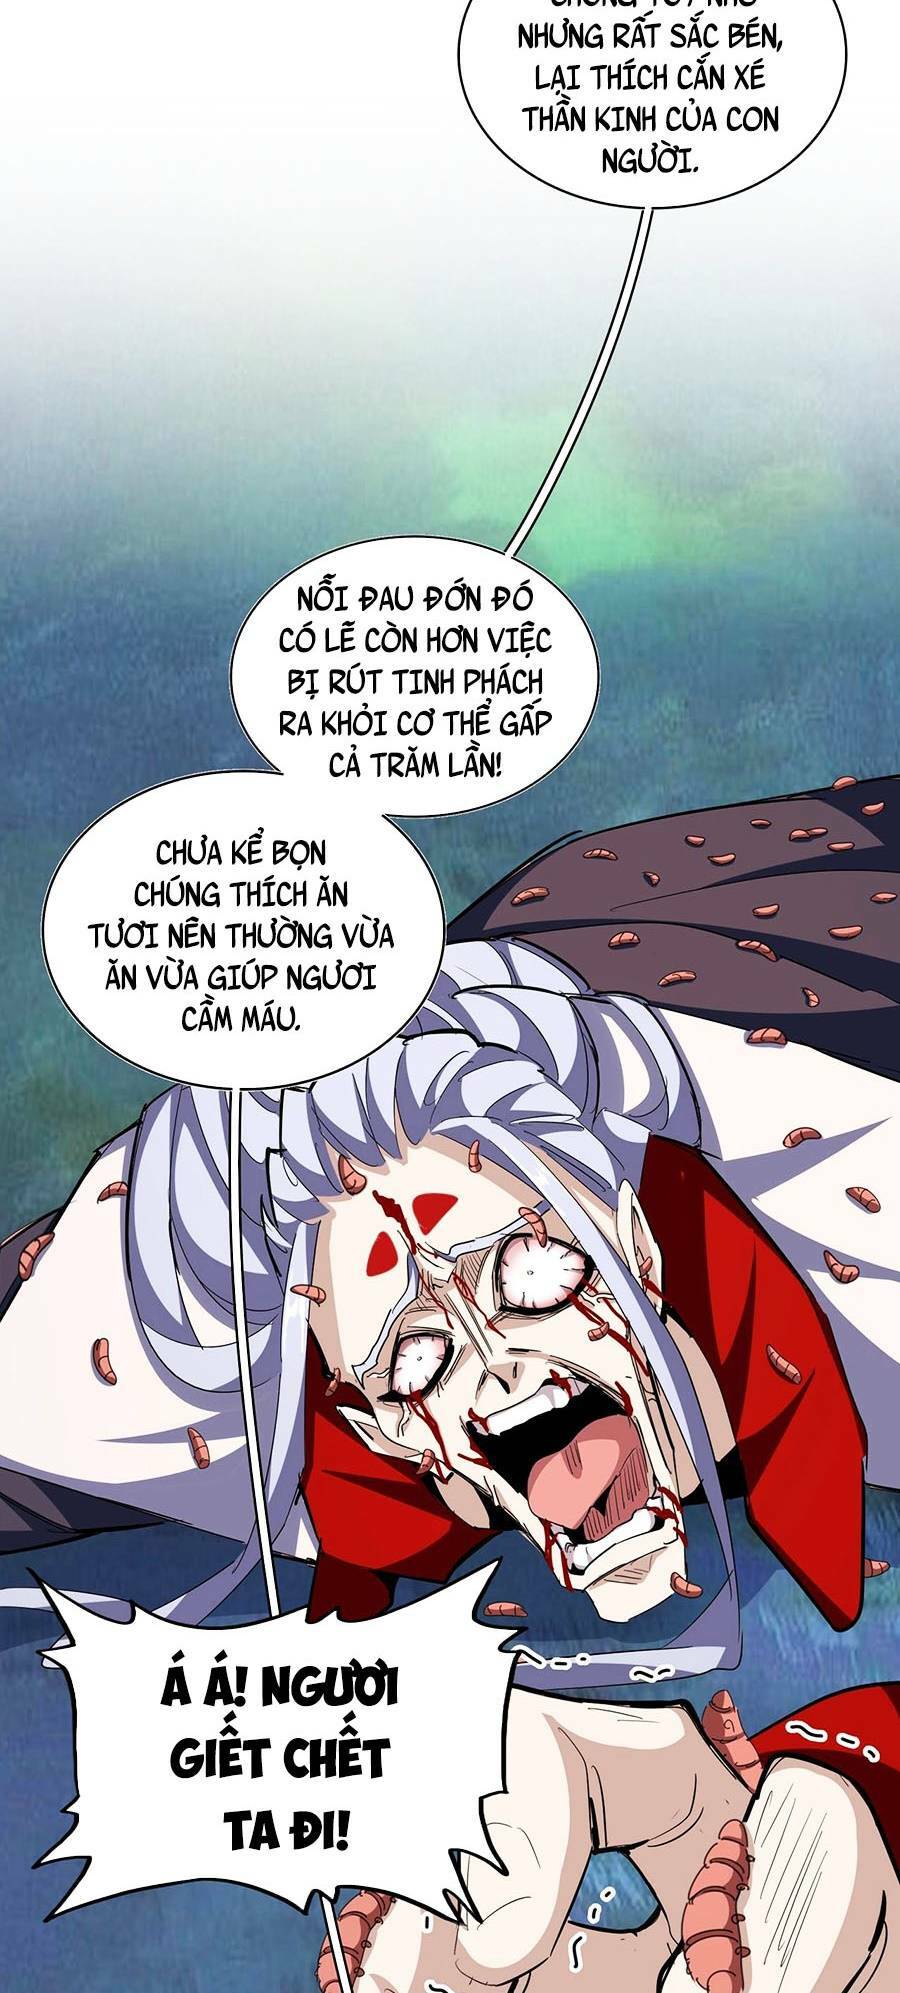 NHƯNG RẤT SẮC BÉN,
LẠI THÍCH CẮN XÉ
THẦN KINH CỦA CON
NGƯỜI.
NỖI ĐAU ĐỚN ĐÓ
CÓ LẼ CÒN HƠN VIỆC
BỊ RÚT TINH PHÁCH
RA KHỎI CƠ THỂ GẤP
CẢ TRĂM LẦN!
CHƯA KỂ BỌN
CHÚNG THÍCH ĂN
TƯƠI NÊN THƯỜNG VỪA
ĂN VỪA GIÚP NGƯƠI
CẦM MÁU.
Á Á! NGƯƠI
GIẾT CHẾT
TA ĐI!